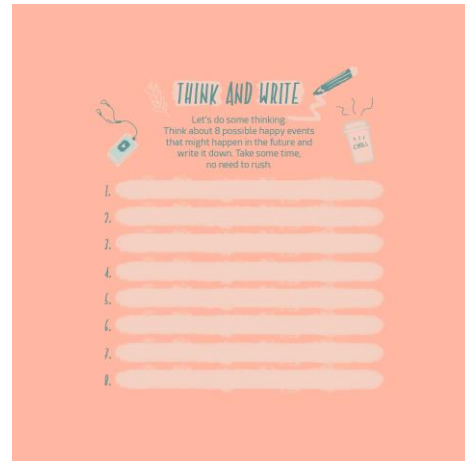 THINK AND WRITE
Let's do some thinking.
Think about 8 possible happy events
that might happen in the future and
write it down. Take some time,
no need to rush.
CHILL
1.
2.
3.
4.
5.
6.
7.
8.